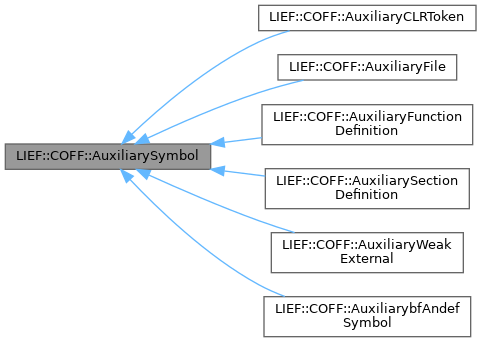 LIEF::COFF::AuxiliaryCLRToken
LIEF::COFF::AuxiliaryFile
LIEF::COFF::AuxiliaryFunction
Definition
LIEF::COFF::AuxiliarySymbol
LIEF::COFF::AuxiliarySection
Definition
LIEF::COFF::AuxiliaryWeak
External
LIEF::COFF::AuxiliarybfAndef
Symbol